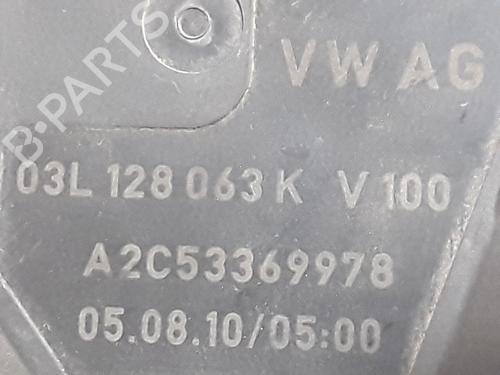 B-PARTS
VW AG
03L 128 063 K V 100
A2C53369978
05.08.10/05:00